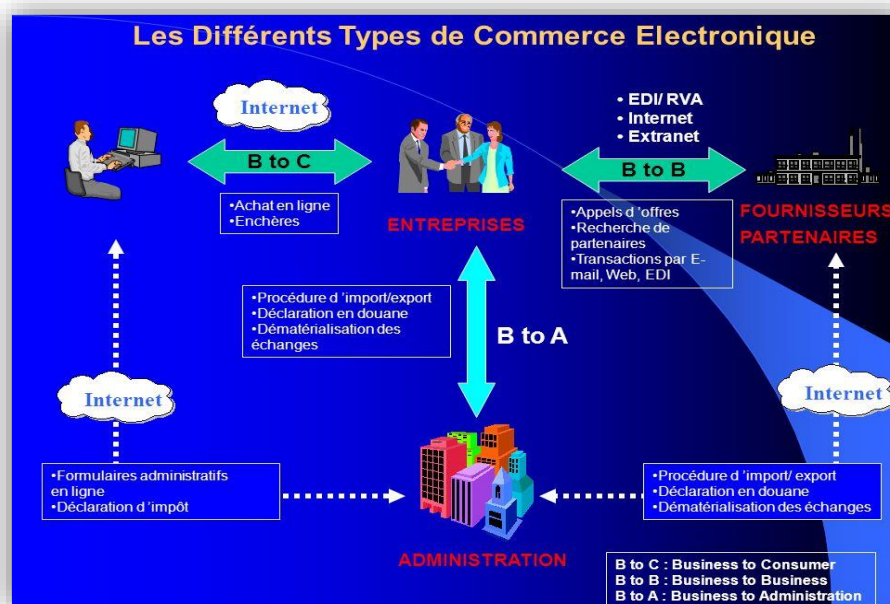 Les Différents Types de Commerce Electronique
Internet
B to C
•Achat en ligne
•Enchères
ENTREPRISES
• EDI/ RVA
• Internet
• Extranet
B to B
•Appels d 'offres
•Recherche de
partenaires
•Transactions par E-
mail, Web, EDI
FOURNISSEURS
PARTENAIRES
•Procédure d 'import/export
•Déclaration en douane
•Dématérialisation des
échanges
B to A
Internet
Internet
•Formulaires administratifs
en ligne
•Déclaration d 'impôt
•Procédure d 'import/ export
•Déclaration en douane
•Dématérialisation des échanges
ADMINISTRATION
B to C : Business to Consumer
B to B : Business to Business
B to A : Business to Administration